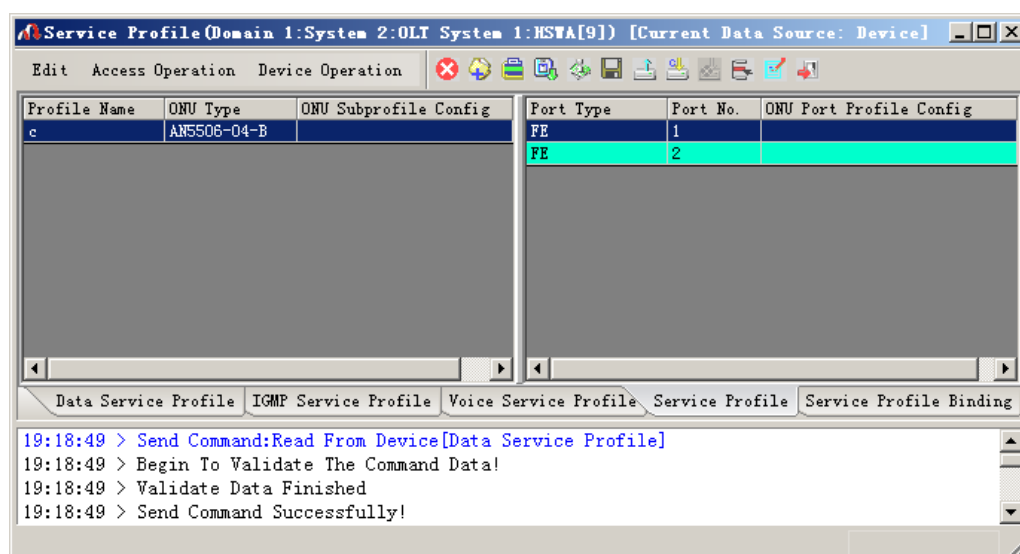 Service Profile(Domain 1:System 2:OLT System 1:HSWA[9]) [Current Data Source: Device]
Edit Access Operation Device Operation
Profile Name ONU Type ONU Subprofile Config Port Type Port No. ONU Port Profile Config
c AN5506-04-B FE 1
FE 2
Data Service Profile IGMP Service Profile Voice Service Profile Service Profile Service Profile Binding
19:18:49 > Send Command:Read From Device[Data Service Profile]
19:18:49 > Begin To Validate The Command Data!
19:18:49 > Validate Data Finished
19:18:49 > Send Command Successfully!